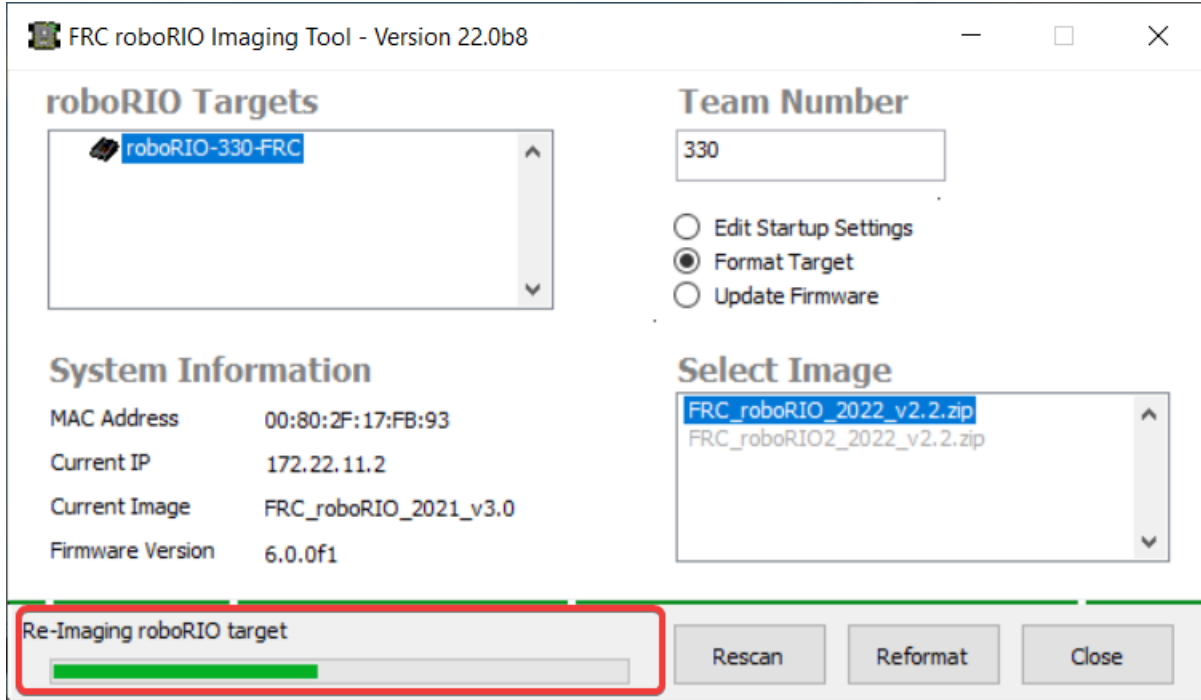 FRC roboRIO Imaging Tool - Version 22.0b8
roboRIO Targets
roboRIO-330-FRC
Team Number
330
Edit Startup Settings
Format Target
Update Firmware
System Information
MAC Address 00:80:2F:17:FB:93
Current IP 172.22.11.2
Current Image FRC_roboRIO_2021_v3.0
Firmware Version 6.0.0f1
Select Image
FRC_roboRIO_2022_v2.2.zip
FRC_roboRIO2_2022_v2.2.zip
Re-Imaging roboRIO target
Rescan Reformat Close